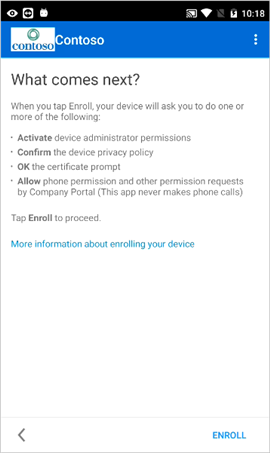 10:18
contoso Contoso
What comes next?
When you tap Enroll, your device will ask you to do one or
more of the following:
· Activate device administrator permissions
· Confirm the device privacy policy
· OK the certificate prompt
· Allow phone permission and other permission requests
by Company Portal (This app never makes phone calls)
Tap Enroll to proceed.
More information about enrolling your device
ENROLL